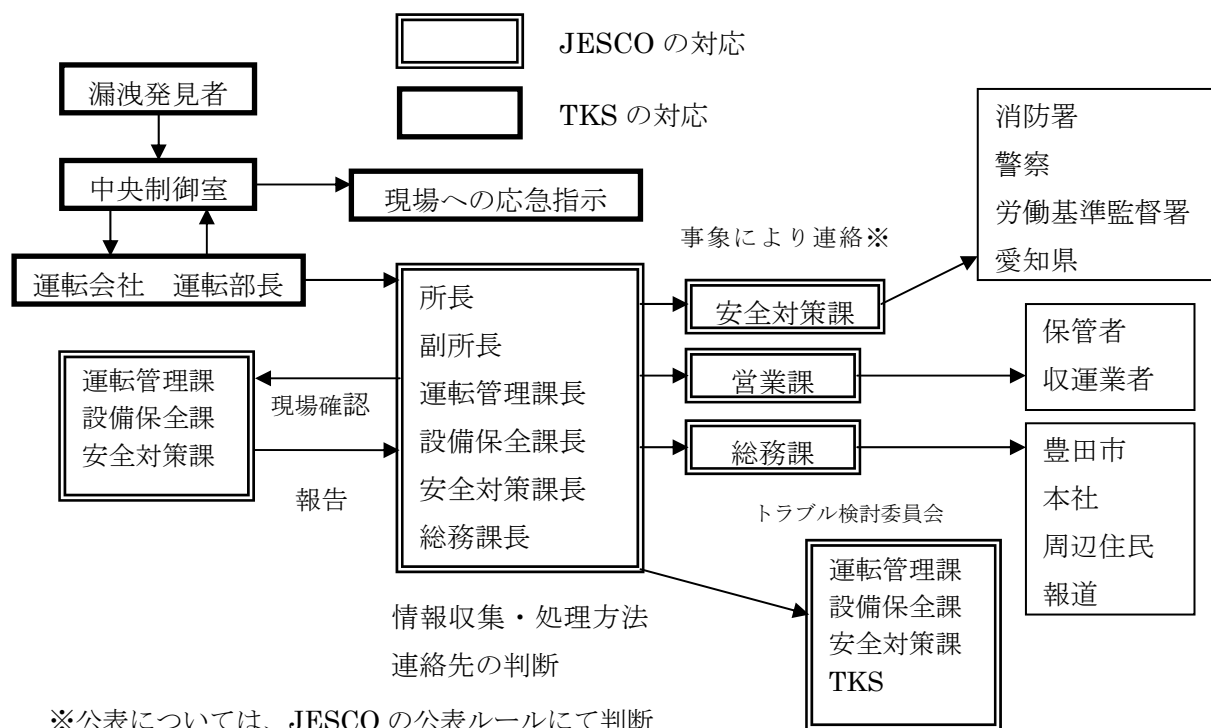 JESCO の対応
TKS の対応
漏洩発見者
中央制御室
現場への応急指示
運転会社　運転部長
所長
副所長
運転管理課長
設備保全課長
安全対策課長
総務課長
情報収集・処理方法
連絡先の判断
運転管理課
設備保全課
安全対策課
現場確認
報告
事象により連絡※
安全対策課
営業課
総務課
消防署
警察
労働基準監督署
愛知県
保管者
収運業者
豊田市
本社
周辺住民
報道
トラブル検討委員会
運転管理課
設備保全課
安全対策課
TKS
※公表については、JESCO の公表ルールにて判断